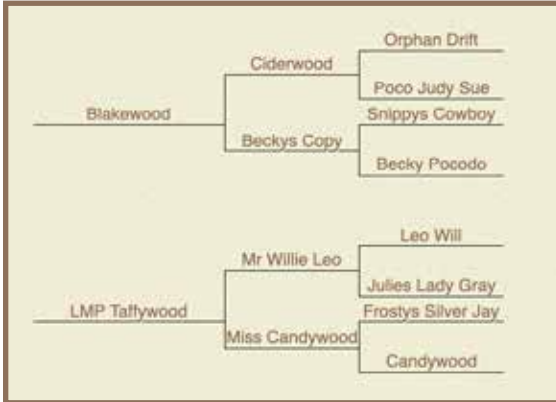 Orphan Drift
Ciderwood
Poco Judy Sue
Blakewood
Snippys Cowboy
Beckys Copy
Becky Pocodo
Leo Will
Mr Willie Leo
Julies Lady Gray
LMP Taffywood
Frostys Silver Jay
Miss Candywood
Candywood